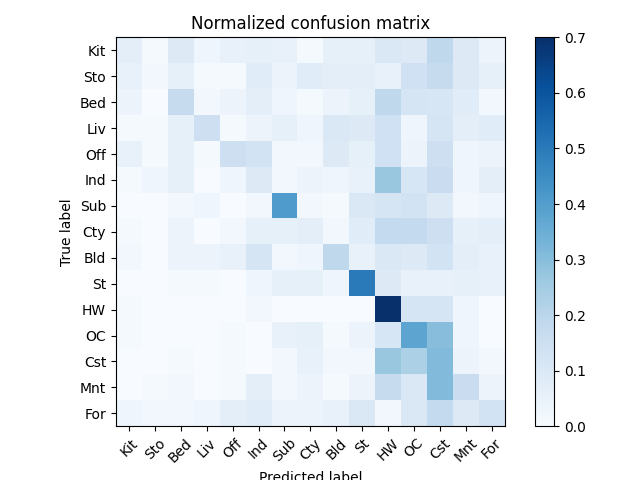 Normalized confusion matrix
True label
Kit
Sto
Bed
Liv
Off
Ind
Sub
Cty
Bld
St
HW
OC
Cst
Mnt
For
Kit Sto Bed Liv Off Ind Sub Cty Bld St HW OC Cst Mnt For
Predicted label
0.7
0.6
0.5
0.4
0.3
0.2
0.1
0.0